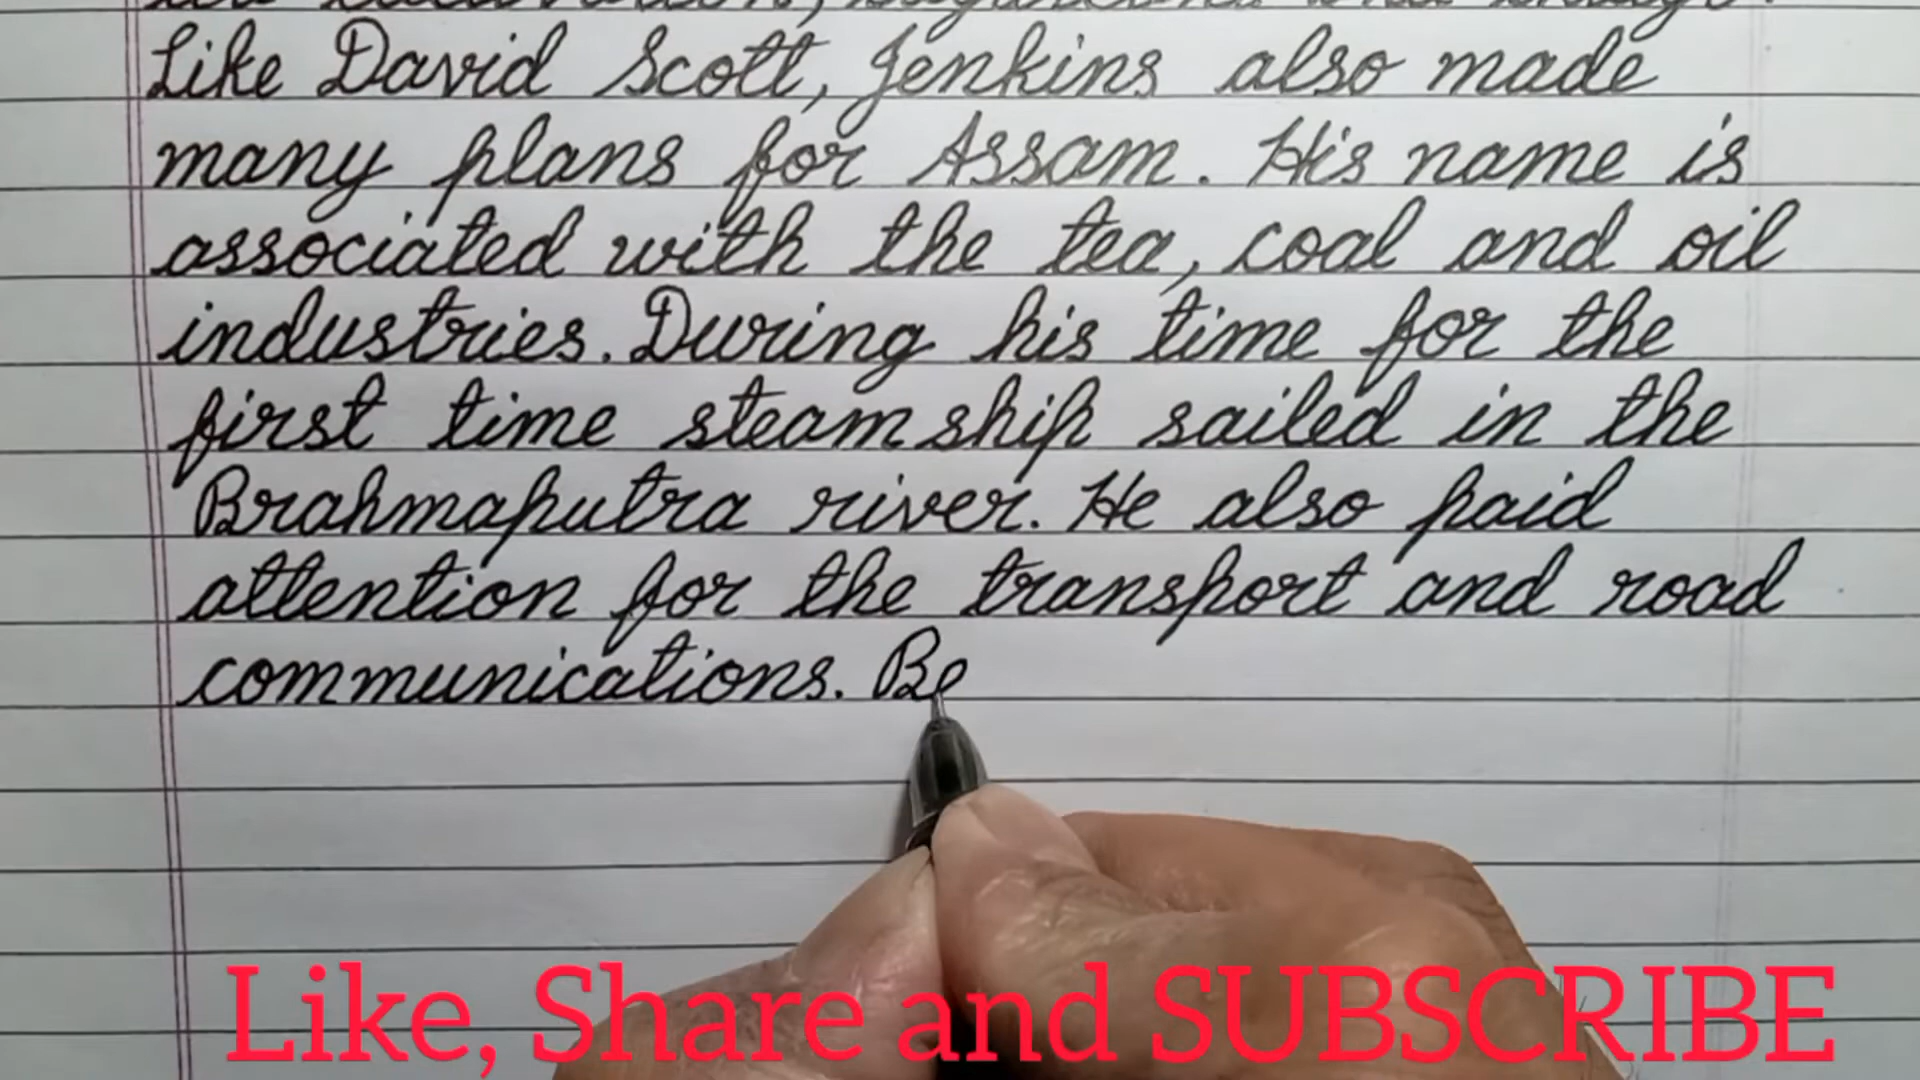 Like David Scott, Jenkins also made
many plans for Assam. His name is
associated with the tea, coal and oil
industries. During his time for the
first time steam ship sailed in the
Brahmaputra river. He also paid
attention for the transport and road
communications. Be
Like, Share and SUBSCRIBE